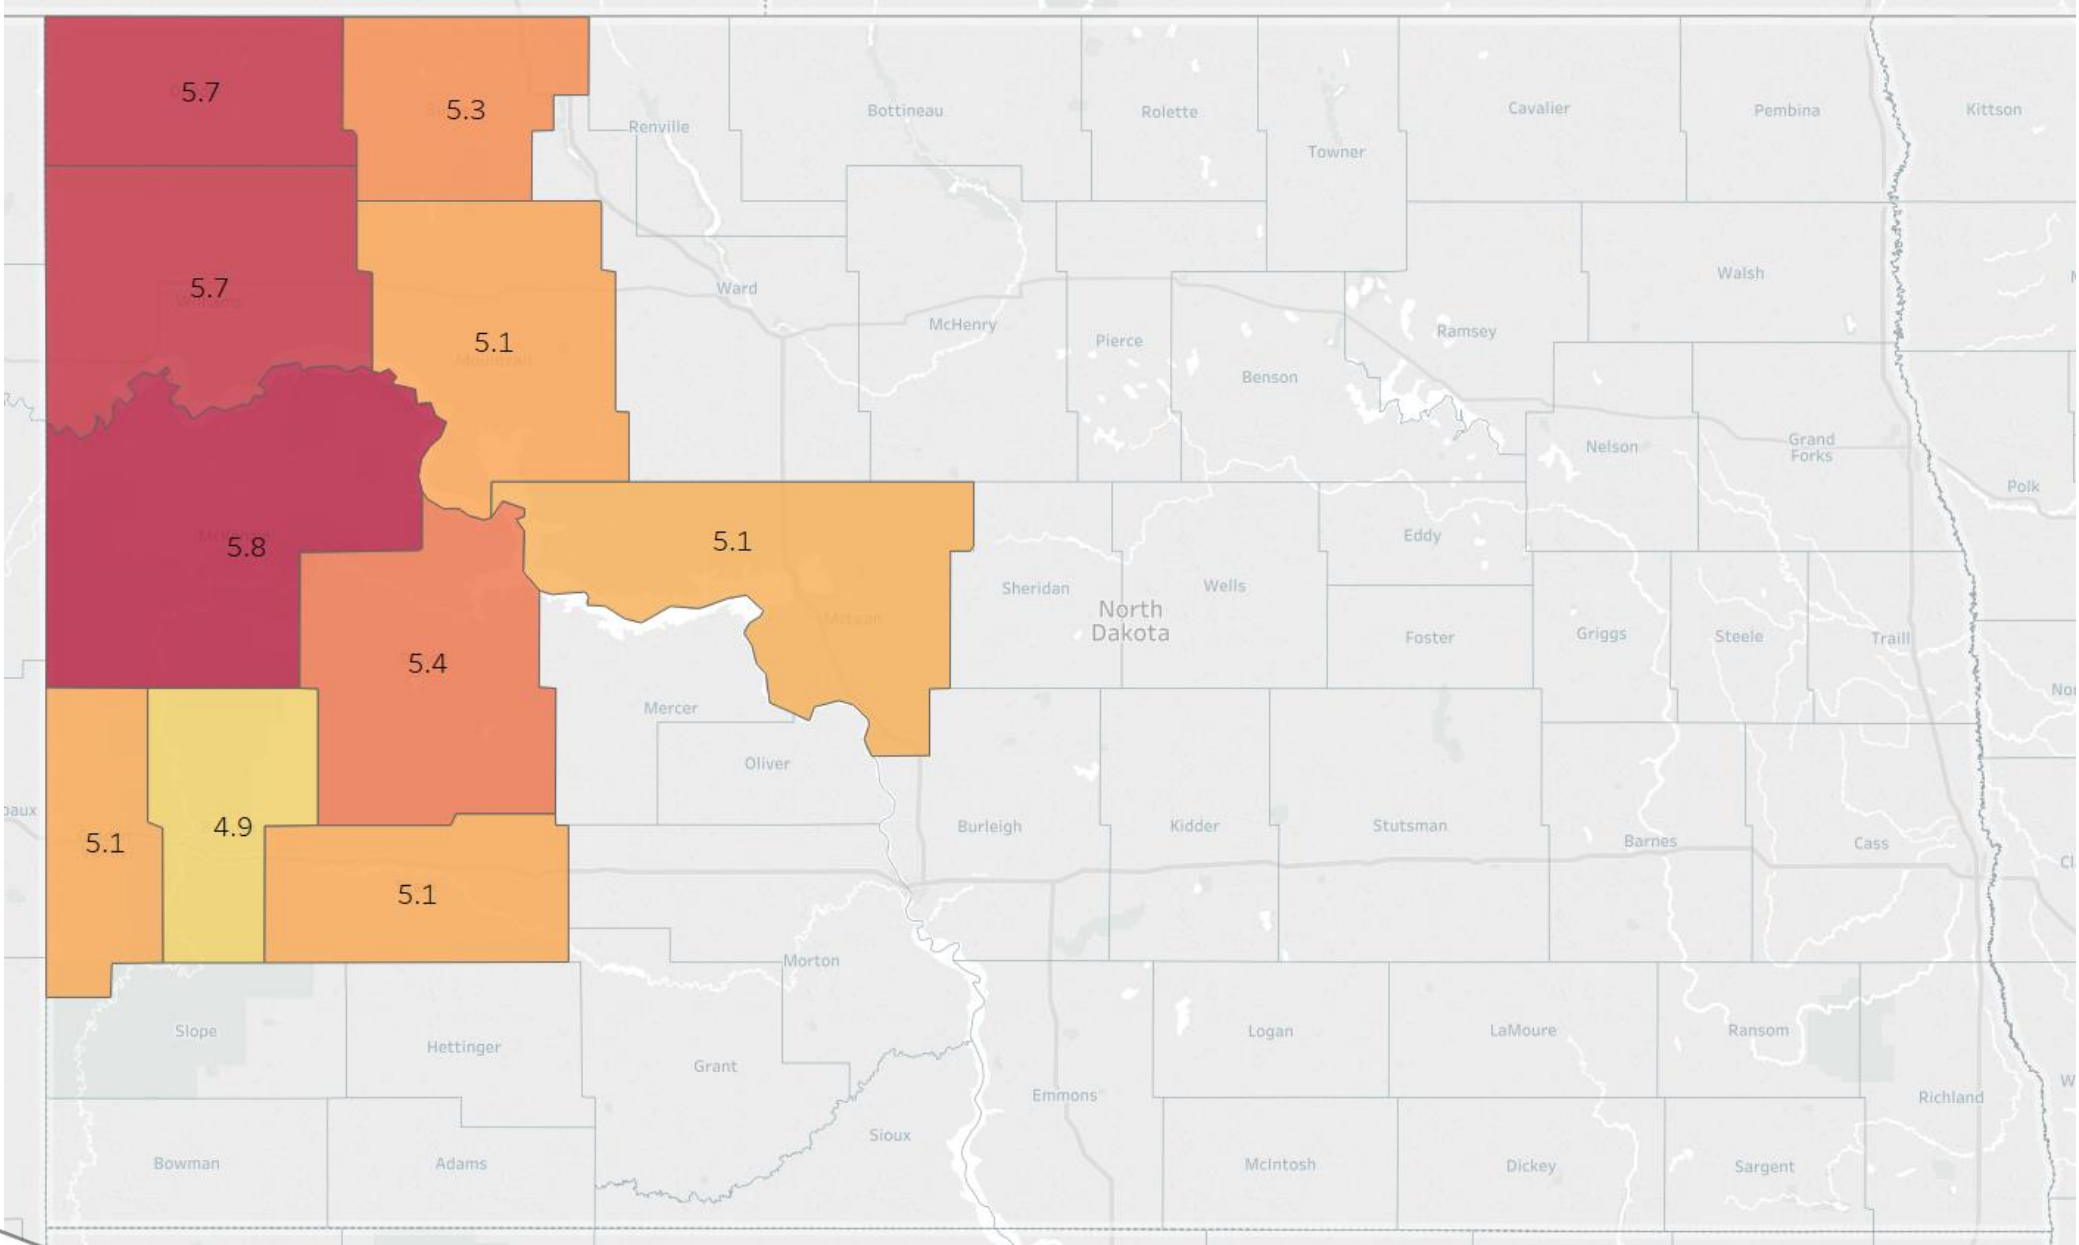 5.7
5.3
Renville
Bottineau
Rolette
Towner
Cavalier
Pembina
Kittson
5.7
5.1
Ward
McHenry
Pierce
Benson
Ramsey
Walsh
Nelson
Grand
Forks
Polk
5.8
5.1
Sheridan
North
Dakota
Wells
Eddy
Foster
Griggs
Steele
Traill
5.4
Mercer
Oliver
5.1
4.9
5.1
Burleigh
Kidder
Stutsman
Barnes
Cass
Morton
Slope
Hettinger
Grant
Emmons
Logan
LaMoure
Ransom
Richland
Bowman
Adams
Sioux
McIntosh
Dickey
Sargent